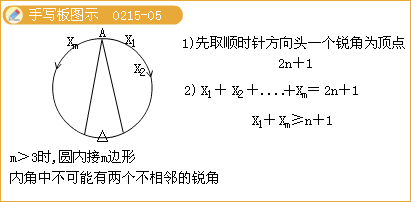 手写板图示 0215-05
A
Xm
X1
X2
1)先取顺时针方向头一个锐角为顶点
2n+1
2) X1+X2+....+Xm=2n+1
X1+Xm≥n+1
m>3时,圆内接m边形
内角中不可能有两个不相邻的锐角